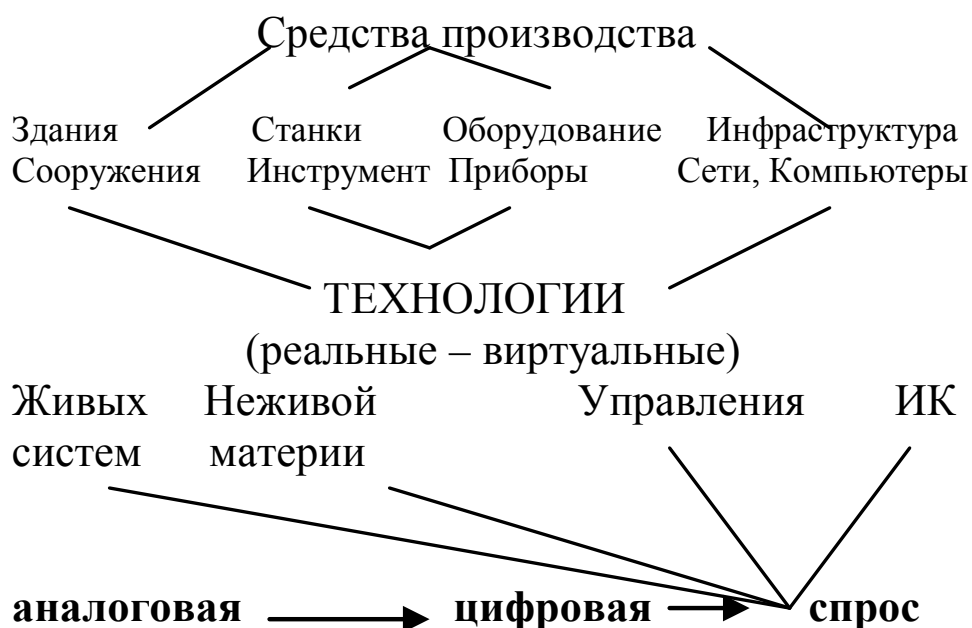 Средства производства
Здания Станки Оборудование Инфраструктура
Сооружения Инструмент Приборы Сети, Компьютеры
ТЕХНОЛОГИИ
(реальные – виртуальные)
Живых Неживой Управления ИК
систем материи
аналоговая цифровая спрос